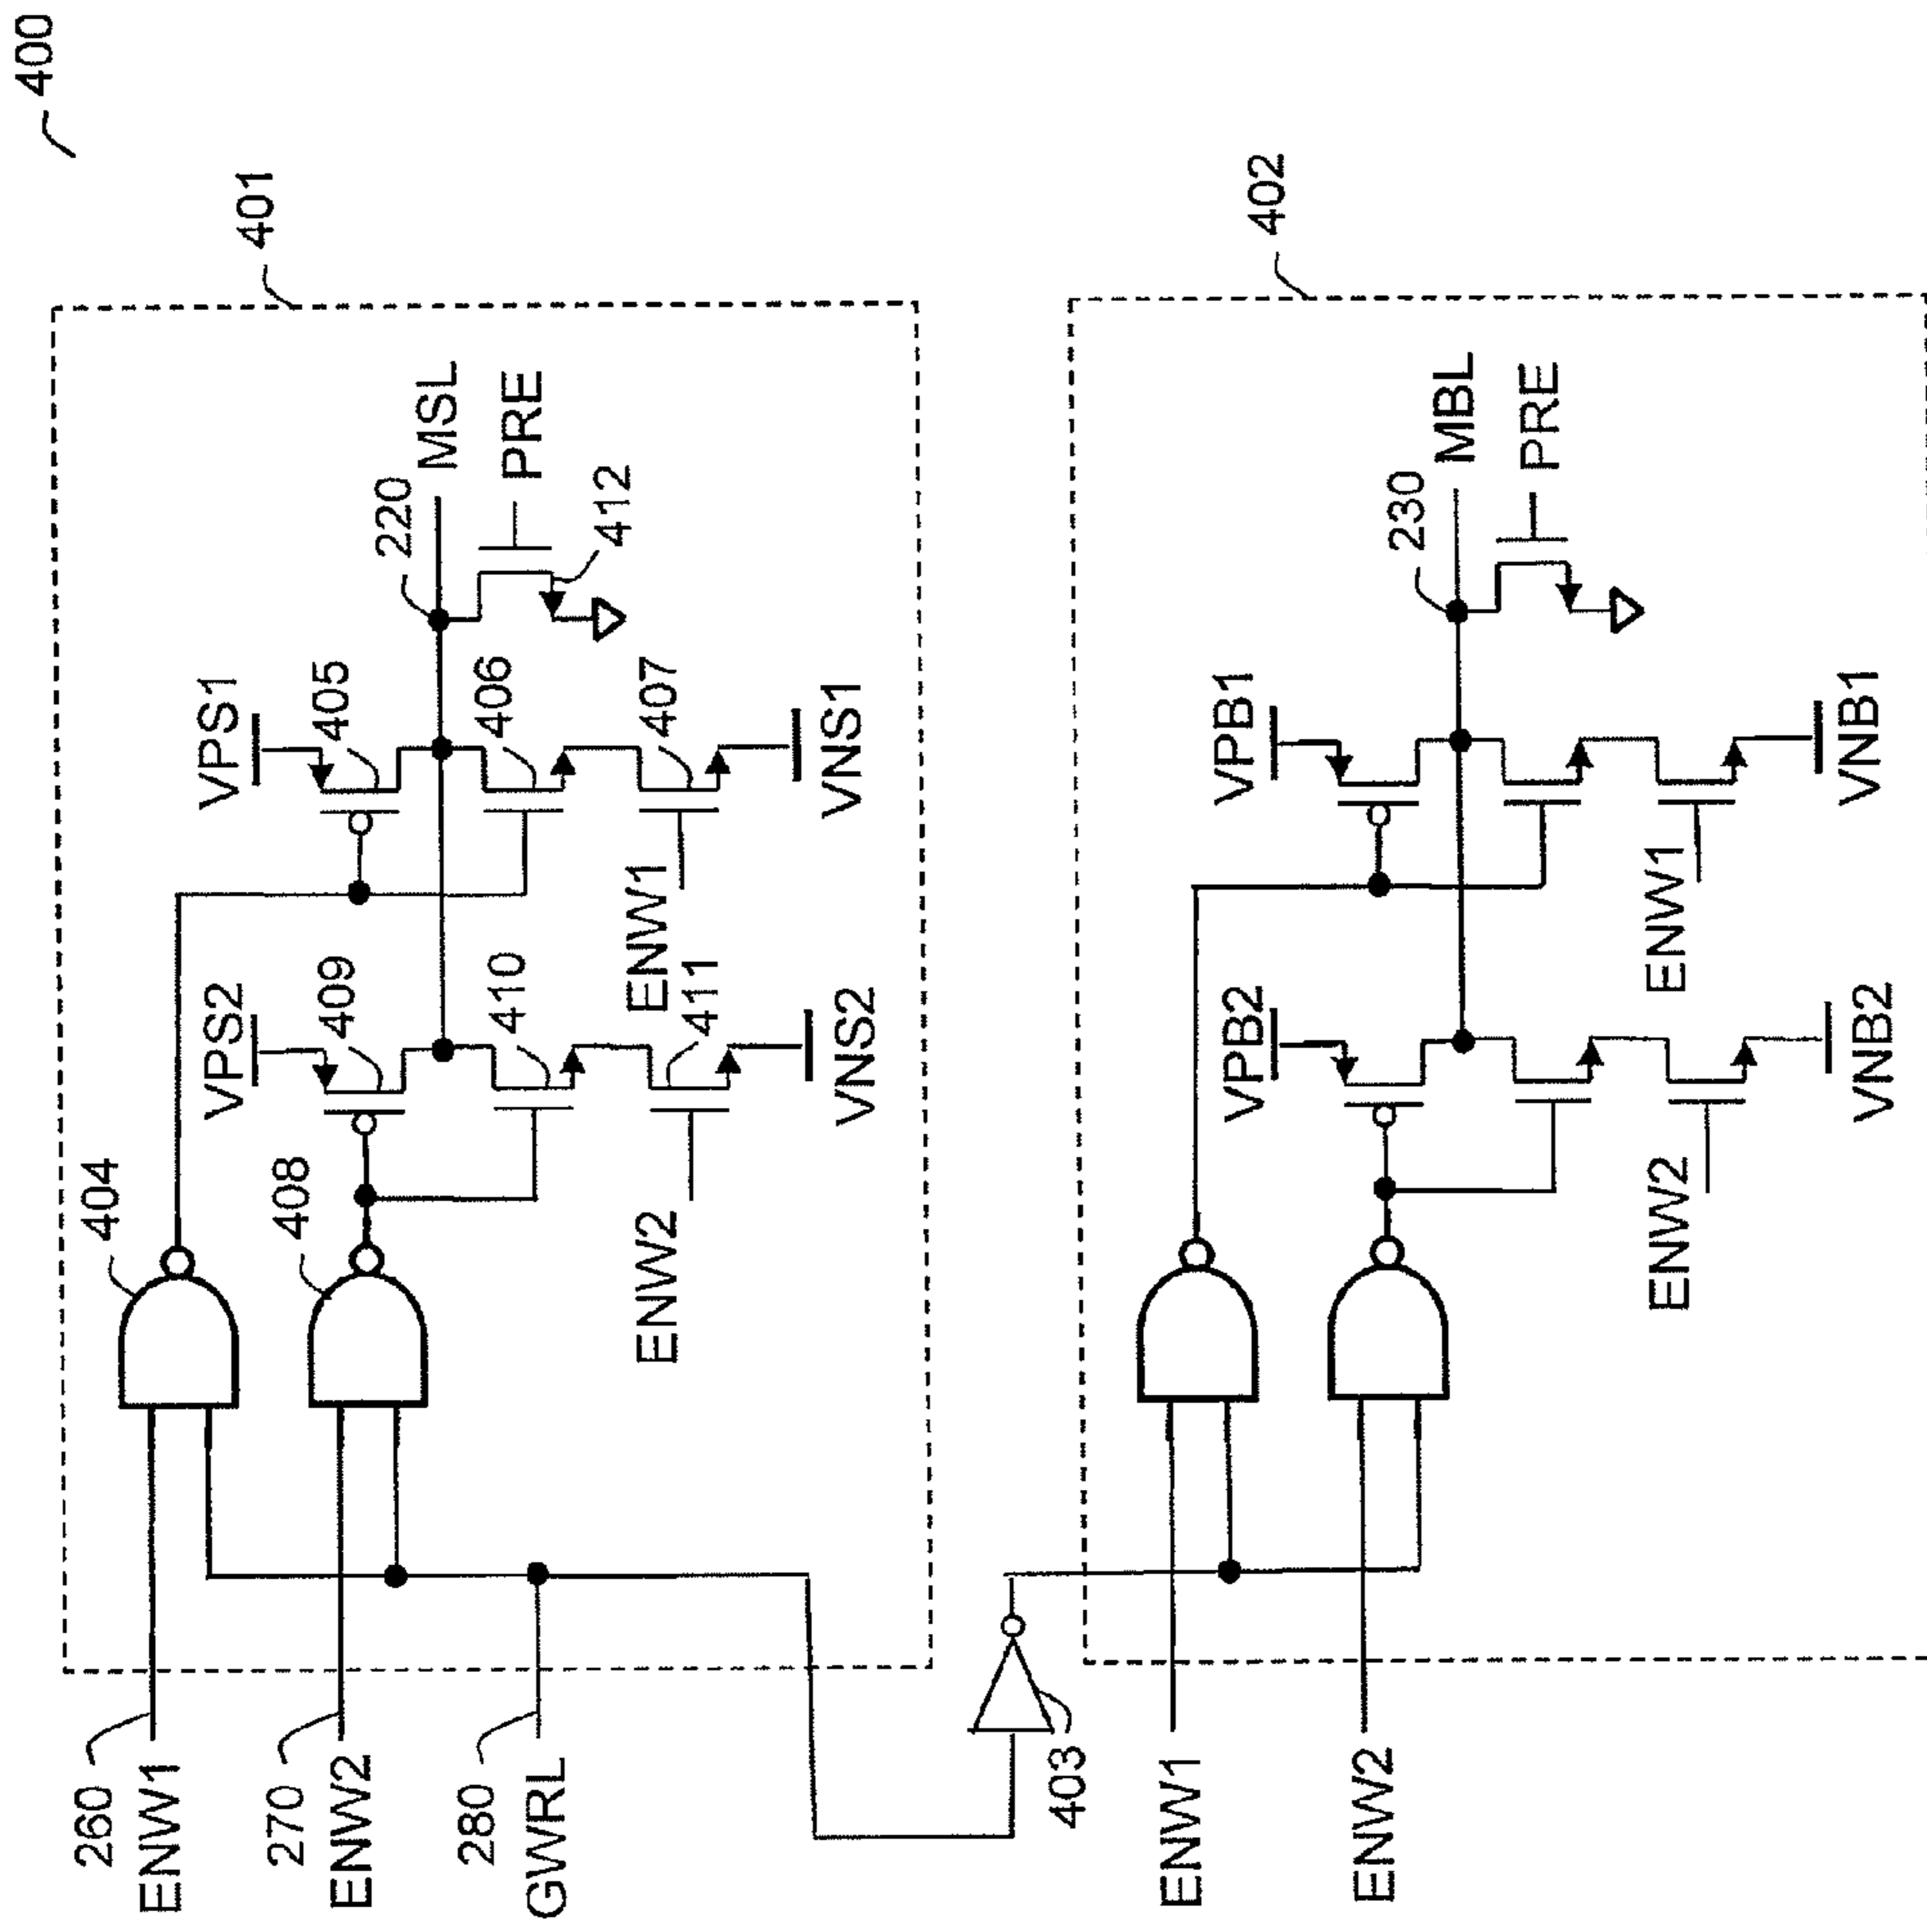 400
401
260
ENW1
404
270
ENW2
408
VPS2
409
VPS1
405
220
MSL
280
GWRL
410
406
PRE
412
ENW2
411
ENW1
407
VNS2
VNS1
403
402
ENW1
ENW2
VPB2
VPB1
230
MBL
PRE
ENW2
ENW1
VNB2
VNB1